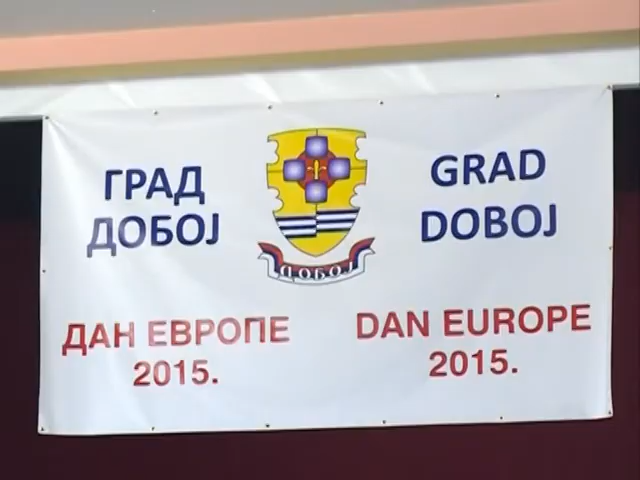 ГРАД
ДОБОЈ
GRAD
DOBOJ
ДОБОЈ
ДАН ЕВРОПЕ
2015.
DAN EUROPE
2015.